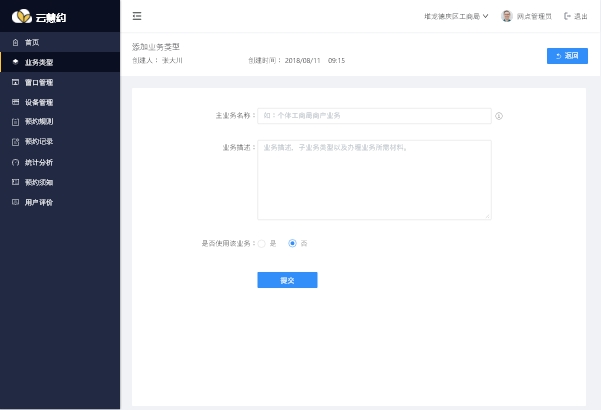 云慧约
堆龙德庆区工商局
网点管理员
退出
首页
业务类型
窗口管理
设备管理
预约规则
预约记录
统计分析
预约须知
用户评价
添加业务类型
创建人： 张大川
创建时间： 2018/08/11 09:15
返回
主业务名称：
如：个体工商局商户业务
业务描述：
业务描述、子业务类型以及办理业务所需材料。
是否使用该业务：
是
否
提交